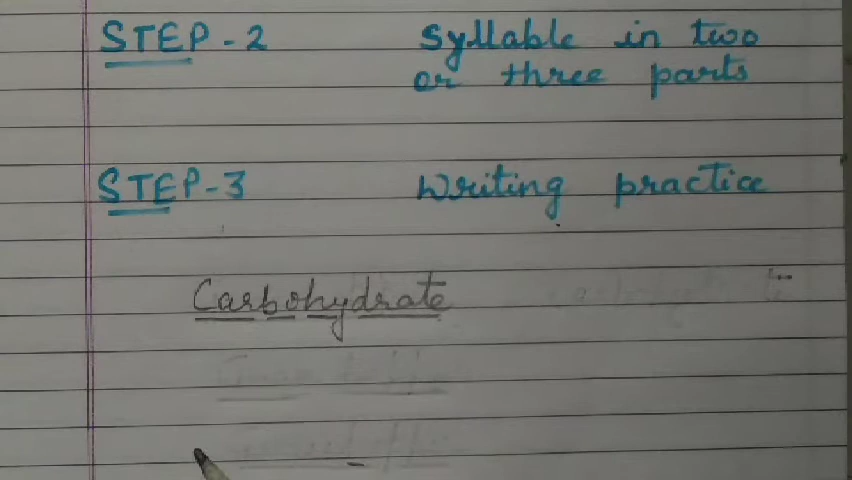 STEP-2 Syllable in two
or three parts
STEP-3 Writing practice
Carbohydrate